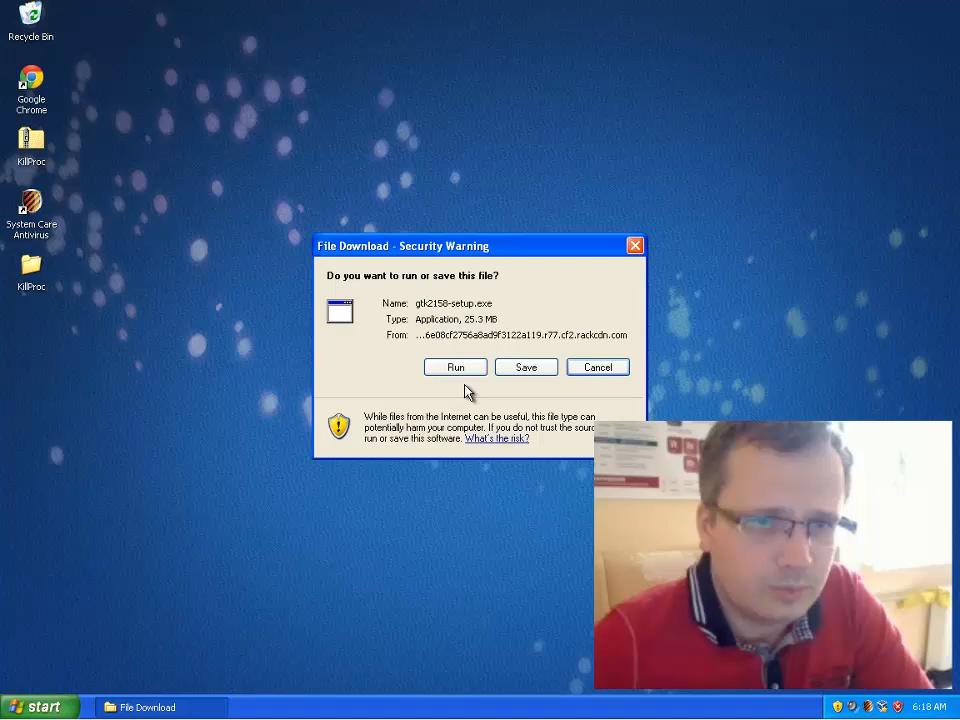 Recycle Bin
Google
Chrome
KillProc
System Care
Antivirus
KillProc
File Download - Security Warning
Do you want to run or save this file?
Name: gtk2158-setup.exe
Type: Application, 25.3 MB
From: ...6e08cf2756a8ad9f3122a119.r77.cf2.rackcdn.com
Run Save Cancel
While files from the Internet can be useful, this file type can
potentially harm your computer. If you do not trust the
run or save this software. What's the risk?
start
File Download
6:18 AM